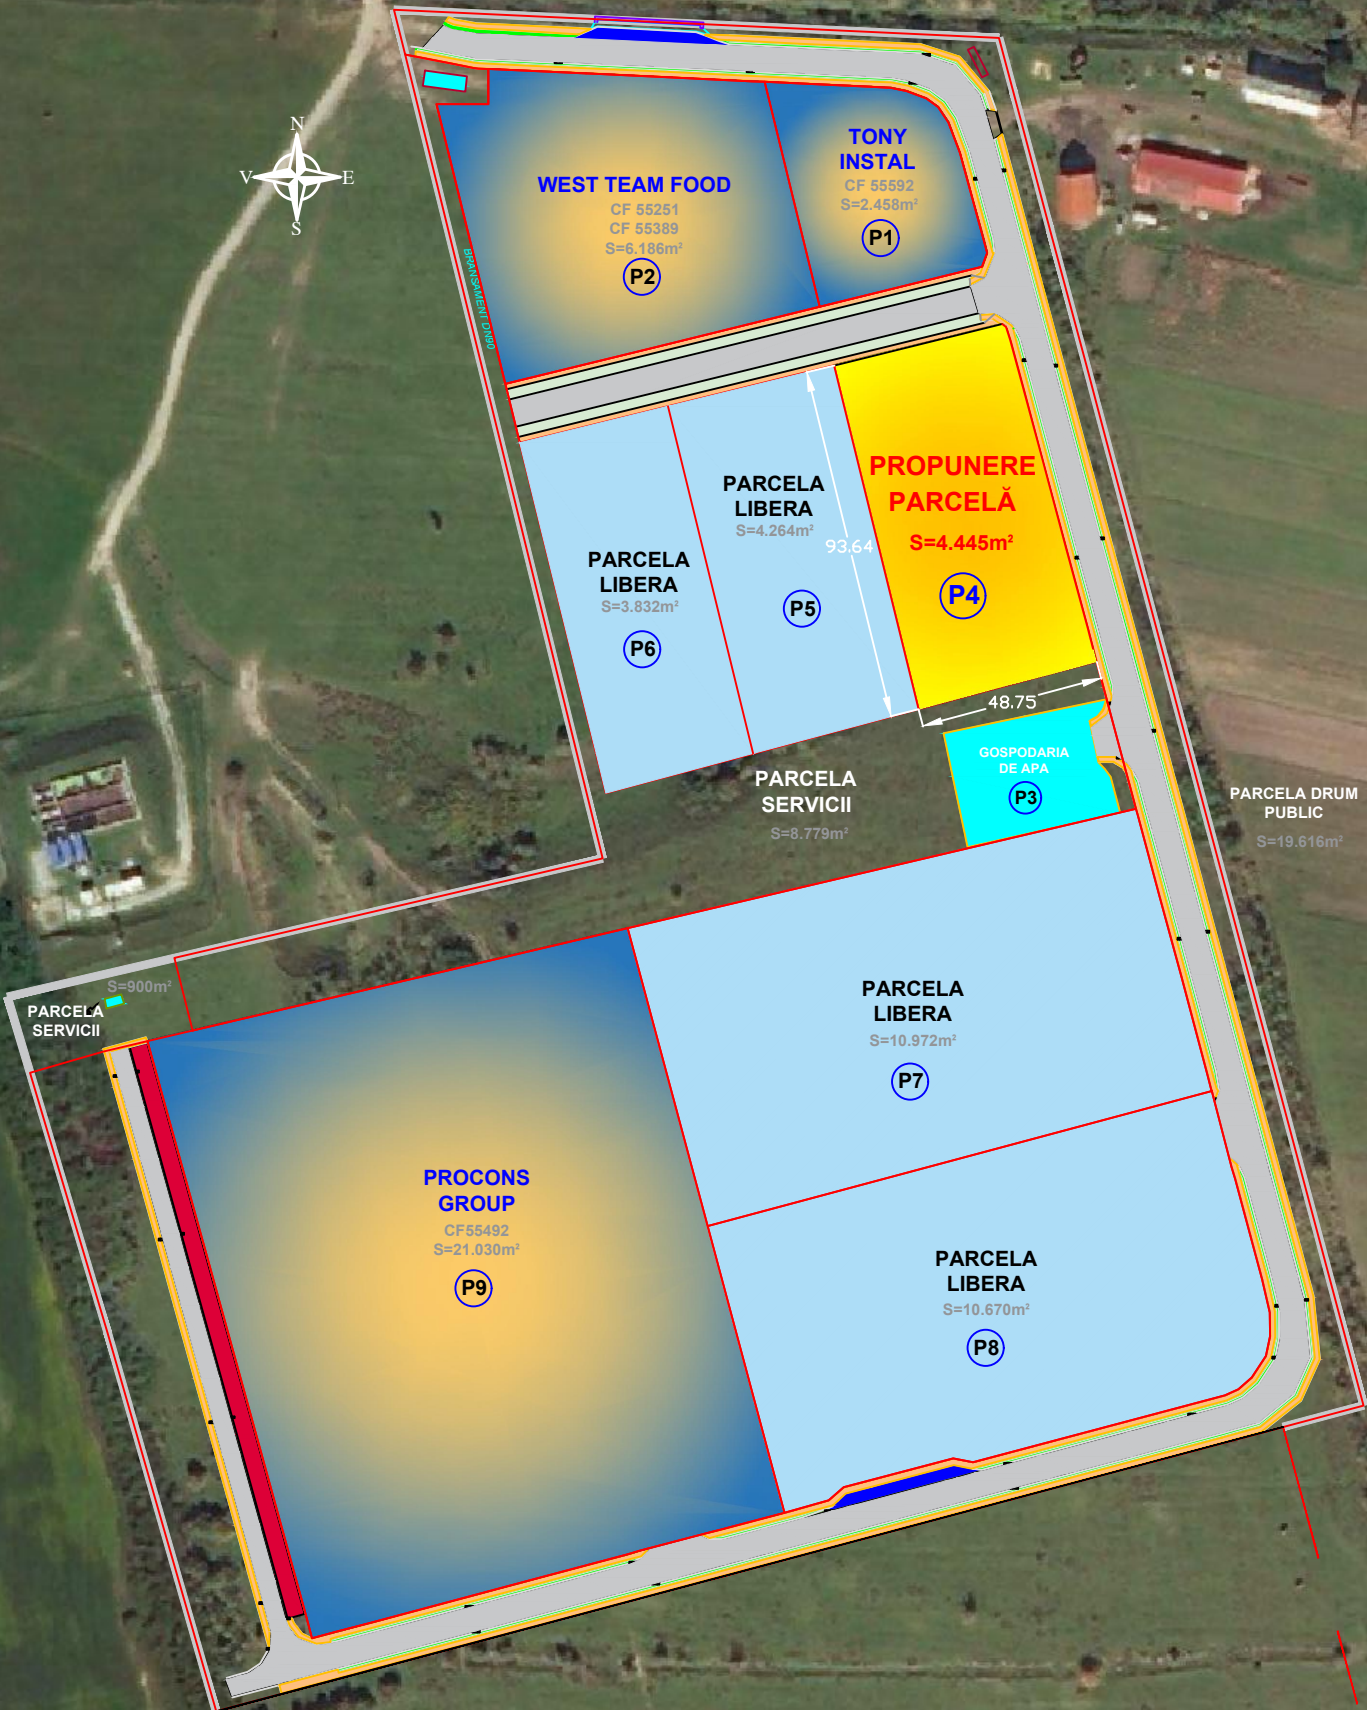 N
V
E
S
BRANSAMENT DN90
WEST TEAM FOOD
CF 55251
CF 55389
S=6.186m²
P2
TONY
INSTAL
CF 55592
S=2.458m²
P1
PROPUNERE
PARCELĂ
S=4.445m²
P4
PARCELA
LIBERA
S=4.264m²
P5
93.64
PARCELA
LIBERA
S=3.832m²
P6
48.75
GOSPODARIA
DE APA
P3
PARCELA
SERVICII
S=8.779m²
PARCELA DRUM
PUBLIC
S=19.616m²
S=900m²
PARCELA
SERVICII
PARCELA
LIBERA
S=10.972m²
P7
PROCONS
GROUP
CF55492
S=21.030m²
P9
PARCELA
LIBERA
S=10.670m²
P8